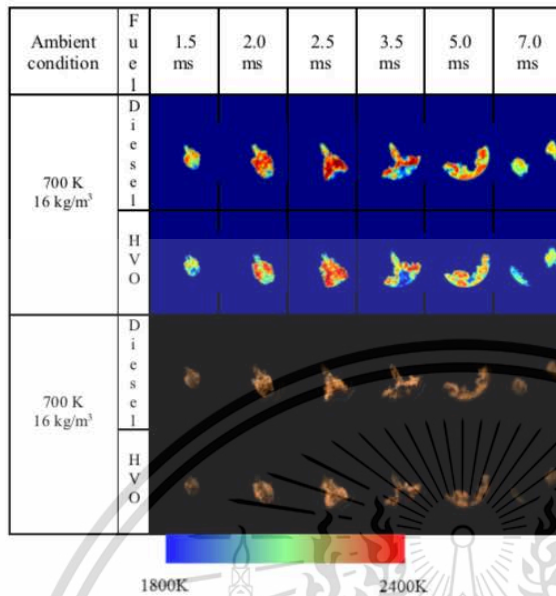 Ambient
condition
F
u
e
l
1.5
ms
2.0
ms
2.5
ms
3.5
ms
5.0
ms
7.0
ms
700 K
16 kg/m³
D
i
e
s
e
l
H
V
O
700 K
16 kg/m³
D
i
e
s
e
l
H
V
O
1800K
2400K